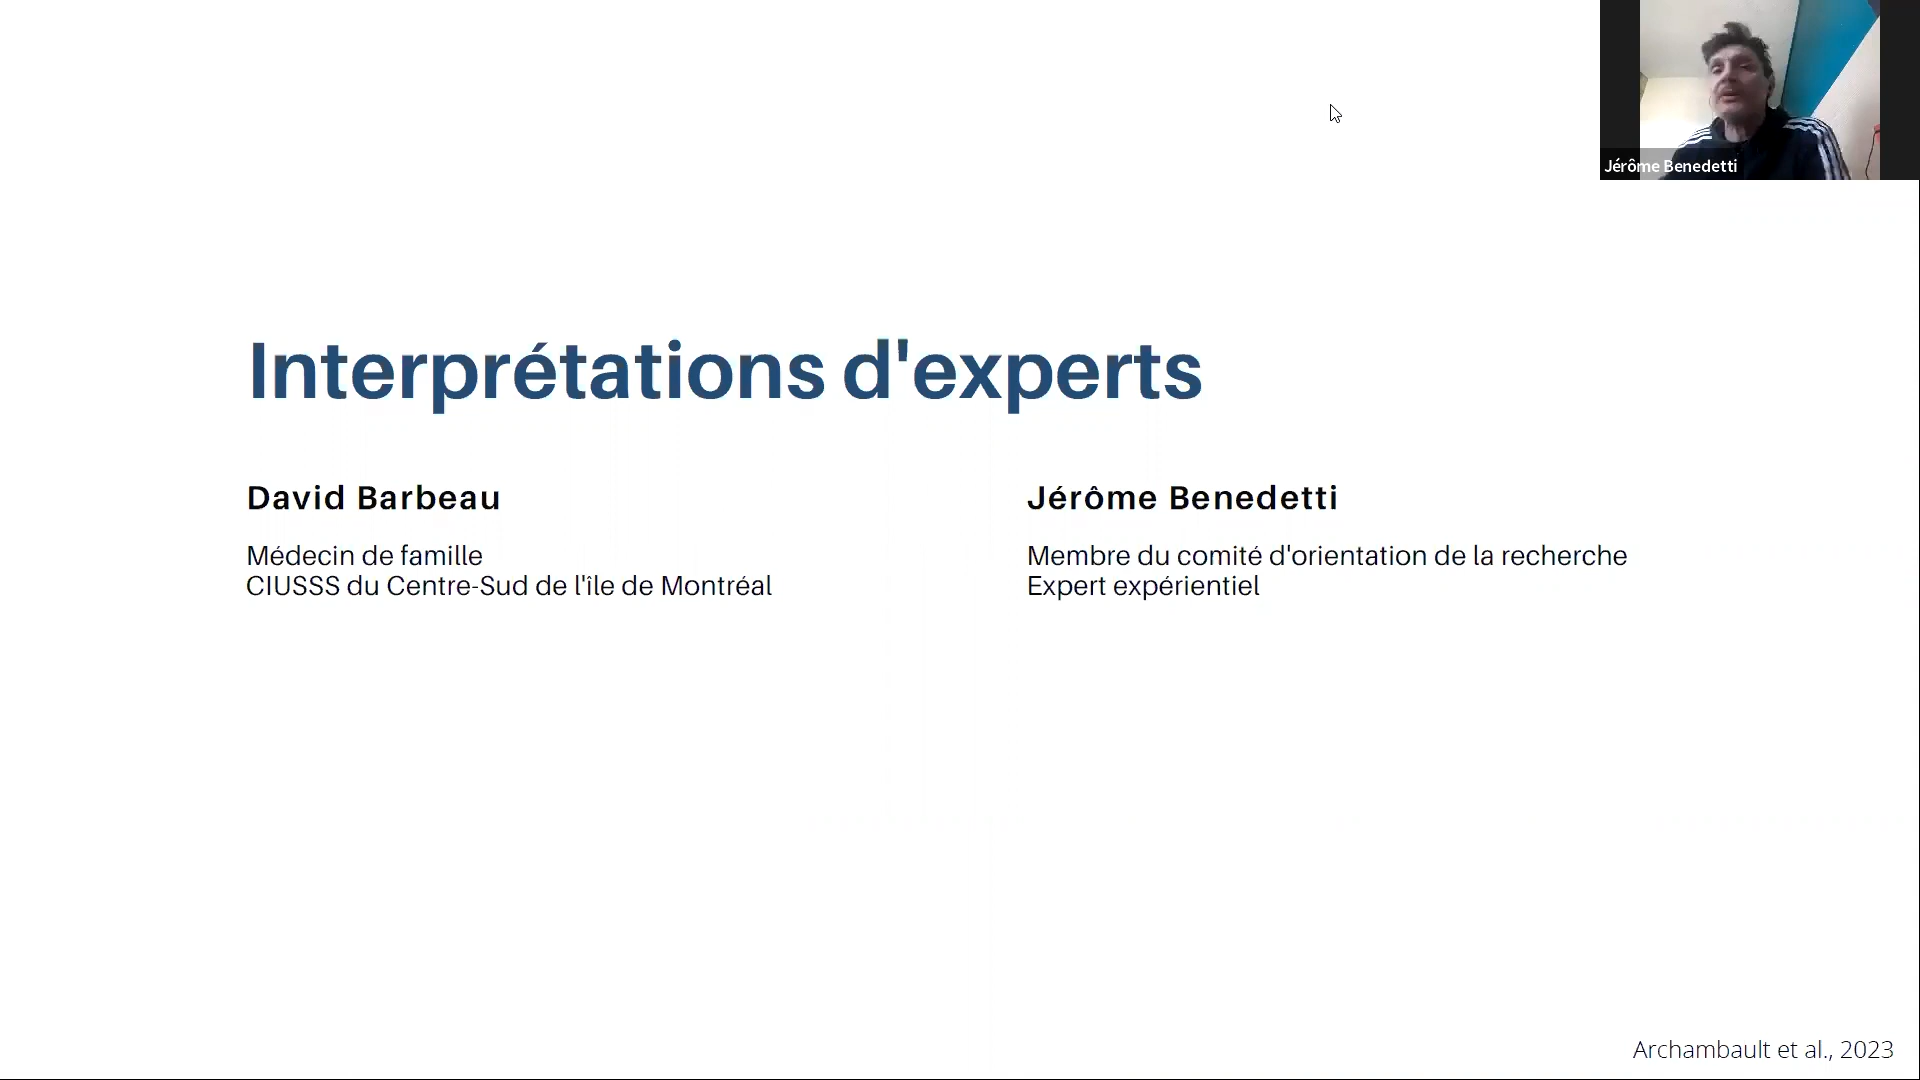 Jérôme Benedetti
Interprétations d'experts
David Barbeau
Médecin de famille
CIUSSS du Centre-Sud de l'île de Montréal
Jérôme Benedetti
Membre du comité d'orientation de la recherche
Expert expérientiel
Archambault et al., 2023